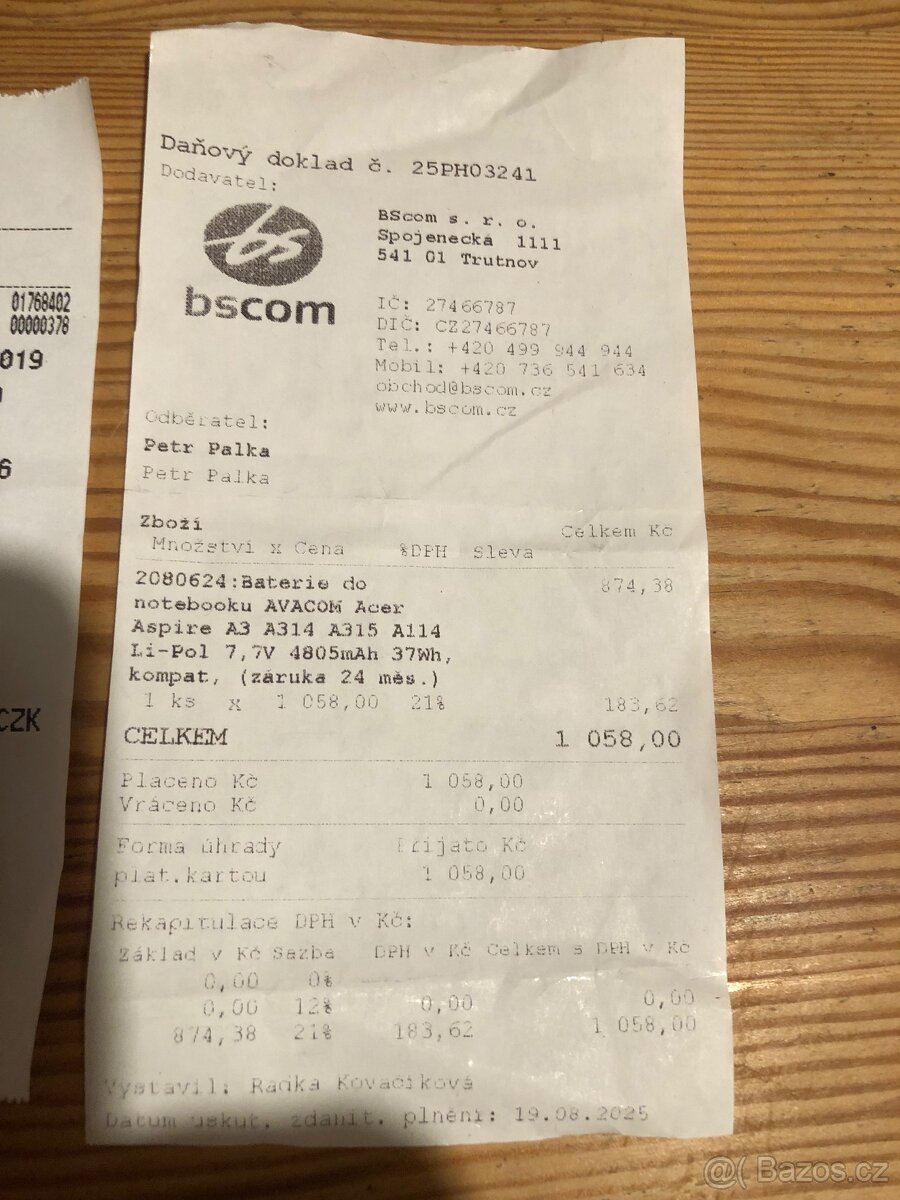 01768402
00000378
019
6
CZK
Daňový doklad č. 25PH03241
Dodavatel:
bs
bscom
BScom s. r. o.
Spojenecká 1111
541 01 Trutnov
IČ: 27466787
DIČ: CZ27466787
Tel.: +420 499 944 944
Mobil: +420 736 541 634
obchod@bscom.cz
www.bscom.cz
Odběratel:
Petr Palka
Petr Palka
Zboží Celkem Kč
Množství x Cena %DPH Sleva
2080624:Baterie do 874,38
notebooku AVACOM Acer
Aspire A3 A314 A315 A114
Li-Pol 7,7V 4805mAh 37Wh,
kompat, (záruka 24 měs.)
1 ks x 1 058,00 21% 183,62
CELKEM 1 058,00
Placeno Kč 1 058,00
Vráceno Kč 0,00
Forma úhrady Přijato Kč
plat.kartou 1 058,00
Rekapitulace DPH v Kč:
Základ v Kč Sazba DPH v Kč Celkem s DPH v Kč
0,00 0%
0,00 12% 0,00 0,00
874,38 21% 183,62 1 058,00
Vystavil: Radka Kovačíková
Datum uskut. zdanit. plnění: 19.08.2025
@( Bazos.cz